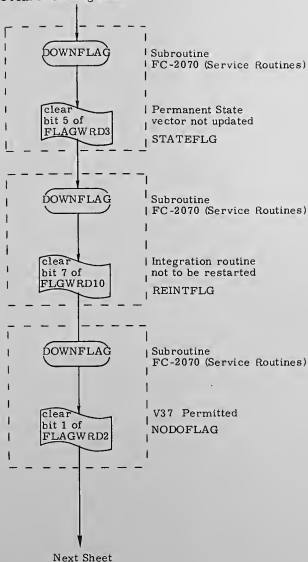 DOWNFLAG
Subroutine
FC-2070 (Service Routines)
clear
bit 5 of
FLAGWRD3
Permanent State
vector not updated
STATEFLG
DOWNFLAG
Subroutine
FC-2070 (Service Routines)
clear
bit 7 of
FLGWRD10
Integration routine
not to be restarted
REINTFLG
DOWNFLAG
Subroutine
FC-2070 (Service Routines)
clear
bit 1 of
FLAGWRD2
V37 Permitted
NODOFLAG
Next Sheet